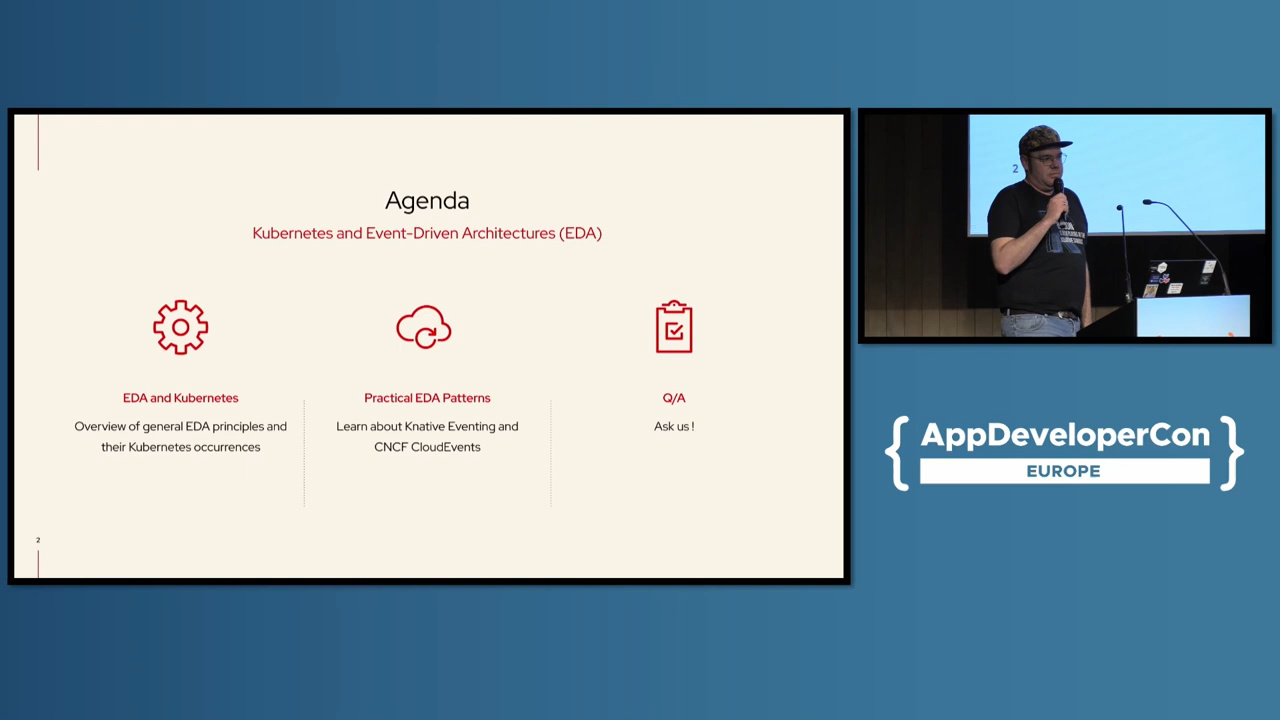 Agenda
Kubernetes and Event-Driven Architectures (EDA)
EDA and Kubernetes
Overview of general EDA principles and
their Kubernetes occurrences
Practical EDA Patterns
Learn about Knative Eventing and
CNCF CloudEvents
Q/A
Ask us !
2
2
AppDeveloperCon
EUROPE